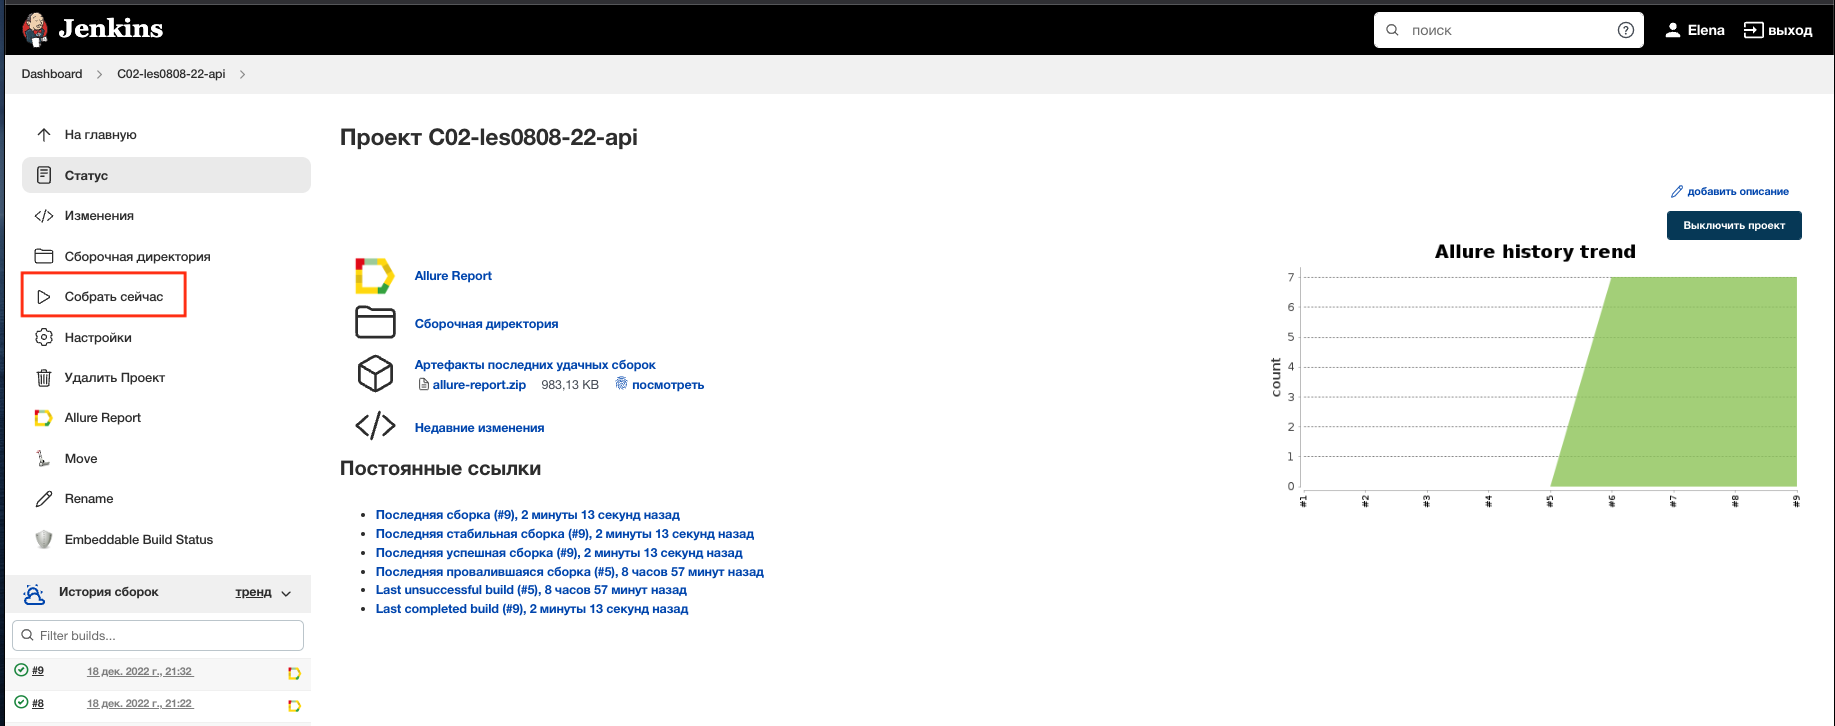 Jenkins
поиск
Elena
выход
Dashboard
C02-les0808-22-api
На главную
Статус
Изменения
Сборочная директория
Собрать сейчас
Настройки
Удалить Проект
Allure Report
Move
Rename
Embeddable Build Status
История сборок
тренд
Filter builds...
#9 18 дек. 2022 г., 21:32
#8 18 дек. 2022 г., 21:22
Проект C02-les0808-22-api
добавить описание
Выключить проект
Allure Report
Сборочная директория
Артефакты последних удачных сборок
allure-report.zip 983,13 KB посмотреть
Недавние изменения
Постоянные ссылки
Последняя сборка (#9), 2 минуты 13 секунд назад
Последняя стабильная сборка (#9), 2 минуты 13 секунд назад
Последняя успешная сборка (#9), 2 минуты 13 секунд назад
Последняя провалившаяся сборка (#5), 8 часов 57 минут назад
Last unsuccessful build (#5), 8 часов 57 минут назад
Last completed build (#9), 2 минуты 13 секунд назад
Allure history trend
count
7
6
5
4
3
2
1
0
#1 #2 #3 #4 #5 #6 #7 #8 #9